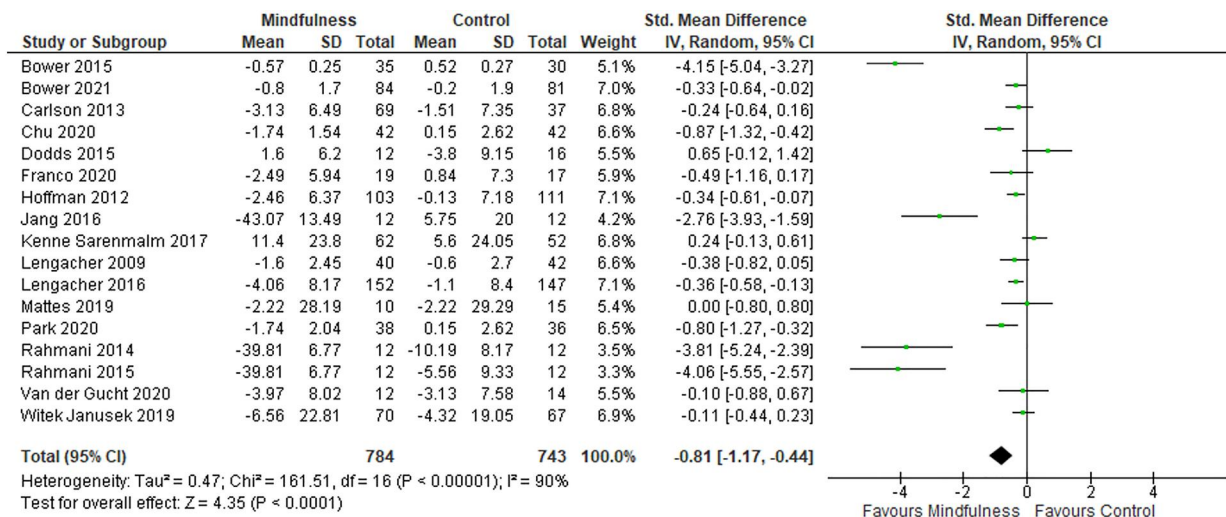 Mindfulness Control Std. Mean Difference Std. Mean Difference
Study or Subgroup Mean SD Total Mean SD Total Weight IV, Random, 95% CI IV, Random, 95% CI
Bower 2015 -0.57 0.25 35 0.52 0.27 30 5.1% -4.15 [-5.04, -3.27]
Bower 2021 -0.8 1.7 84 -0.2 1.9 81 7.0% -0.33 [-0.64, -0.02]
Carlson 2013 -3.13 6.49 69 -1.51 7.35 37 6.8% -0.24 [-0.64, 0.16]
Chu 2020 -1.74 1.54 42 0.15 2.62 42 6.6% -0.87 [-1.32, -0.42]
Dodds 2015 1.6 6.2 12 -3.8 9.15 16 5.5% 0.65 [-0.12, 1.42]
Franco 2020 -2.49 5.94 19 0.84 7.3 17 5.9% -0.49 [-1.16, 0.17]
Hoffman 2012 -2.46 6.37 103 -0.13 7.18 111 7.1% -0.34 [-0.61, -0.07]
Jang 2016 -43.07 13.49 12 5.75 20 12 4.2% -2.76 [-3.93, -1.59]
Kenne Sarenmalm 2017 11.4 23.8 62 5.6 24.05 52 6.8% 0.24 [-0.13, 0.61]
Lengacher 2009 -1.6 2.45 40 -0.6 2.7 42 6.6% -0.38 [-0.82, 0.05]
Lengacher 2016 -4.06 8.17 152 -1.1 8.4 147 7.1% -0.36 [-0.58, -0.13]
Mattes 2019 -2.22 28.19 10 -2.22 29.29 15 5.4% 0.00 [-0.80, 0.80]
Park 2020 -1.74 2.04 38 0.15 2.62 36 6.6% -0.80 [-1.27, -0.32]
Rahmani 2014 -39.81 6.77 12 -10.19 8.17 12 3.5% -3.81 [-5.24, -2.39]
Rahmani 2015 -39.81 6.77 12 -5.56 9.33 12 3.3% -4.06 [-5.55, -2.57]
Van der Gucht 2020 -3.97 8.02 12 -3.13 7.58 14 5.5% -0.10 [-0.88, 0.67]
Witek Janusek 2019 -6.56 22.81 70 -4.32 19.05 67 6.9% -0.11 [-0.44, 0.23]
Total (95% CI) 784 743 100.0% -0.81 [-1.17, -0.44]
Heterogeneity: Tau² = 0.47; Chi² = 161.51, df = 16 (P < 0.00001); I² = 90%
Test for overall effect: Z = 4.35 (P < 0.0001)
-4 -2 0 2 4
Favours Mindfulness Favours Control